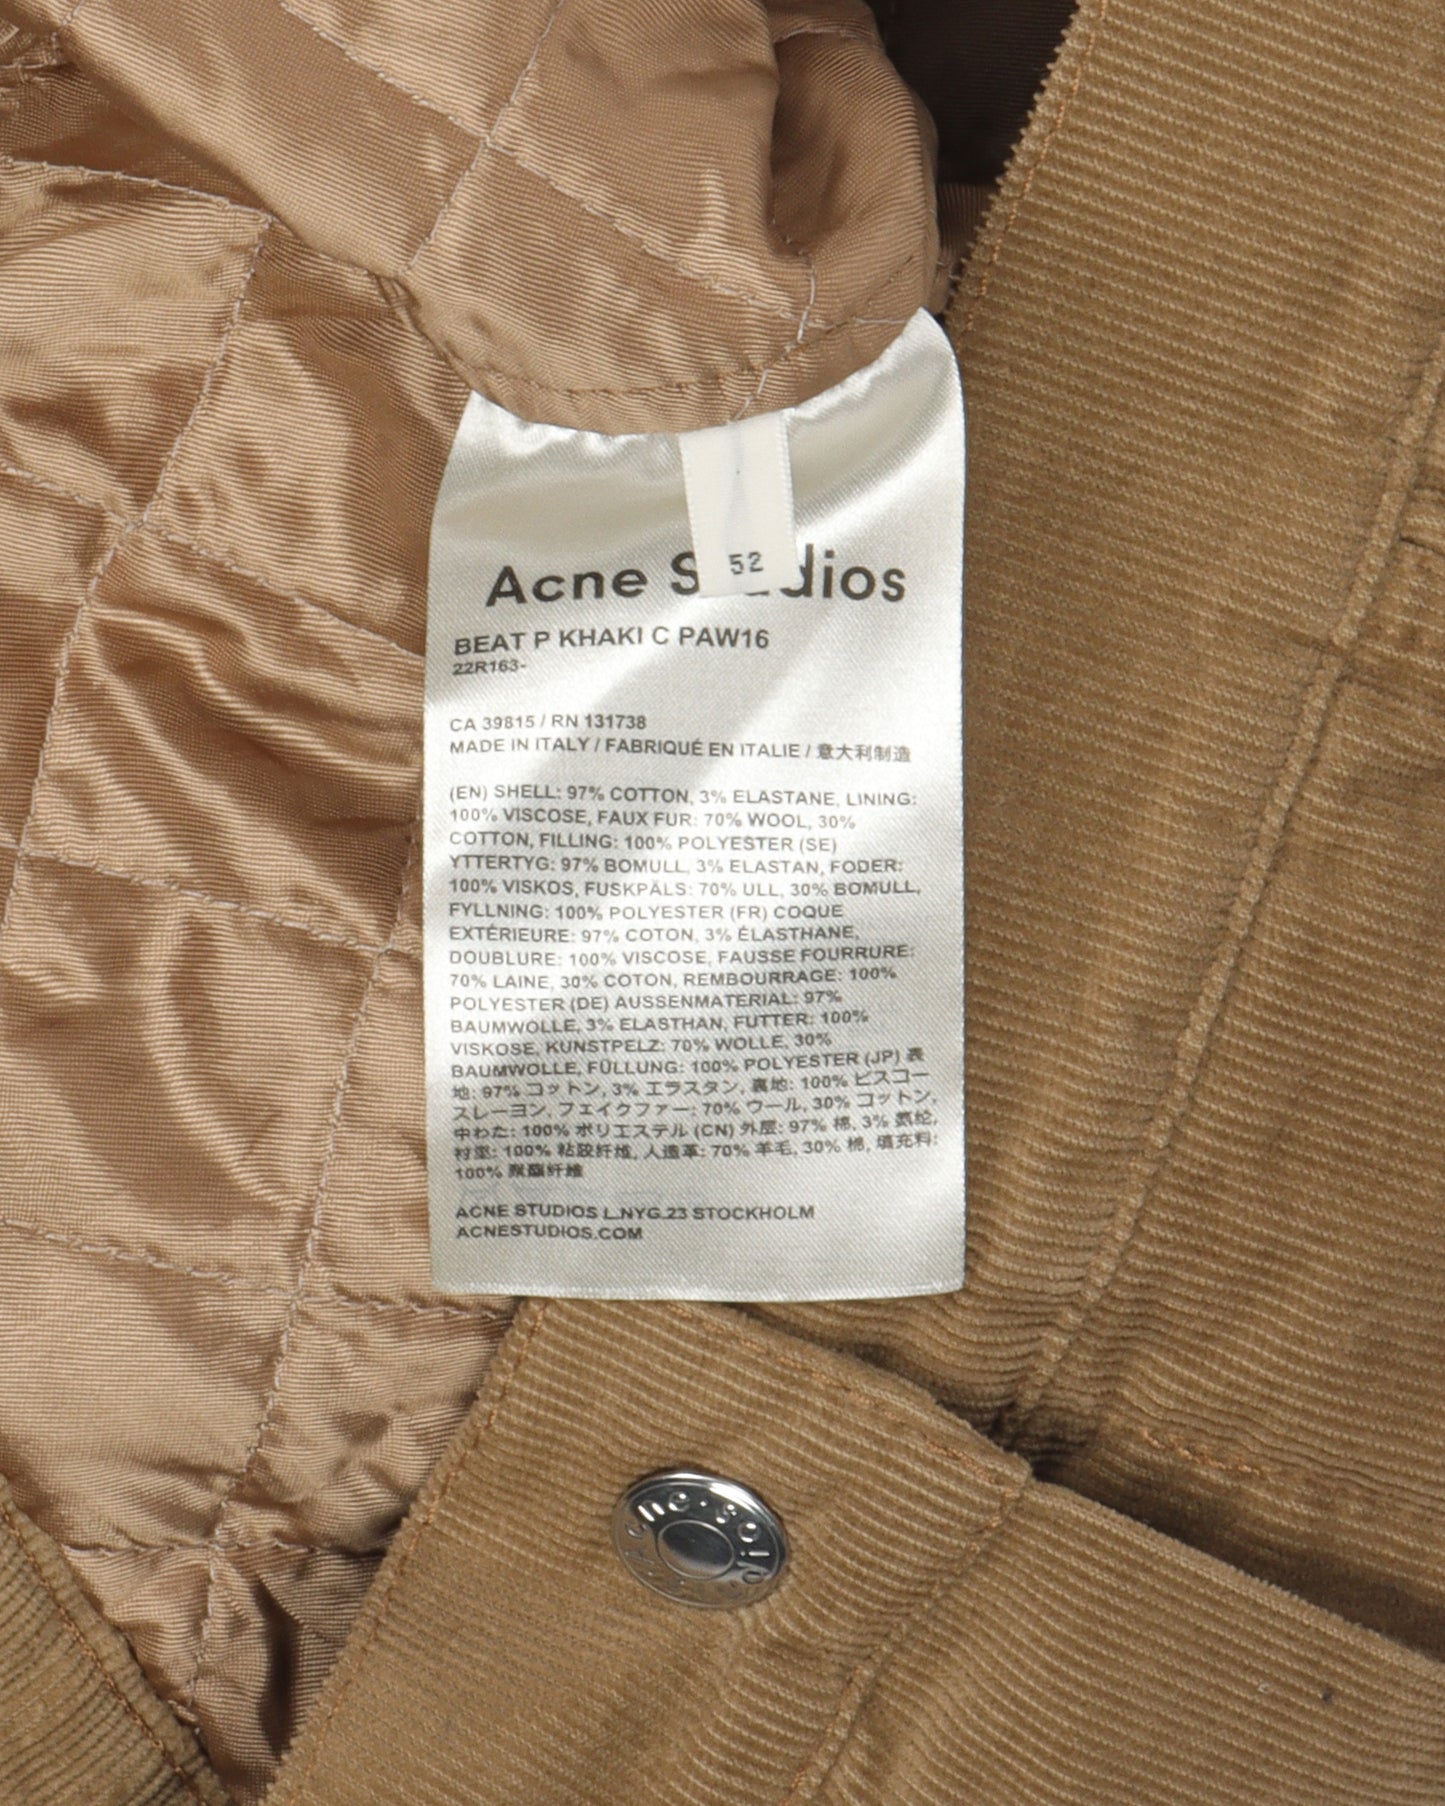 52
Acne Studios
BEAT P KHAKI C PAW16
22R163-
CA 39815 / RN 131738
MADE IN ITALY / FABRIQUÉ EN ITALIE / 意大利制造
(EN) SHELL: 97% COTTON, 3% ELASTANE, LINING:
100% VISCOSE, FAUX FUR: 70% WOOL, 30%
COTTON, FILLING: 100% POLYESTER (SE)
YTTERTYG: 97% BOMULL, 3% ELASTAN, FODER:
100% VISKOS, FUSKPÄLS: 70% ULL, 30% BOMULL,
FYLLNING: 100% POLYESTER (FR) COQUE
EXTÉRIEURE: 97% COTON, 3% ÉLASTHANE,
DOUBLURE: 100% VISCOSE, FAUSSE FOURRURE:
70% LAINE, 30% COTON, REMBOURRAGE: 100%
POLYESTER (DE) AUSSENMATERIAL: 97%
BAUMWOLLE, 3% ELASTHAN, FUTTER: 100%
VISKOSE, KUNSTPELZ: 70% WOLLE, 30%
BAUMWOLLE, FÜLLUNG: 100% POLYESTER (JP) 表
地: 97% コットン, 3% エラスタン, 裏地: 100% ビスコー
スレーヨン, フェイクファー: 70% ウール, 30% コットン,
中わた: 100% ポリエステル (CN) 外层: 97% 棉, 3% 氨纶,
衬里: 100% 粘胶纤维, 人造革: 70% 羊毛, 30% 棉, 填充料:
100% 聚酯纤维
ACNE STUDIOS L.NYG.23 STOCKHOLM
ACNESTUDIOS.COM
acne · studios